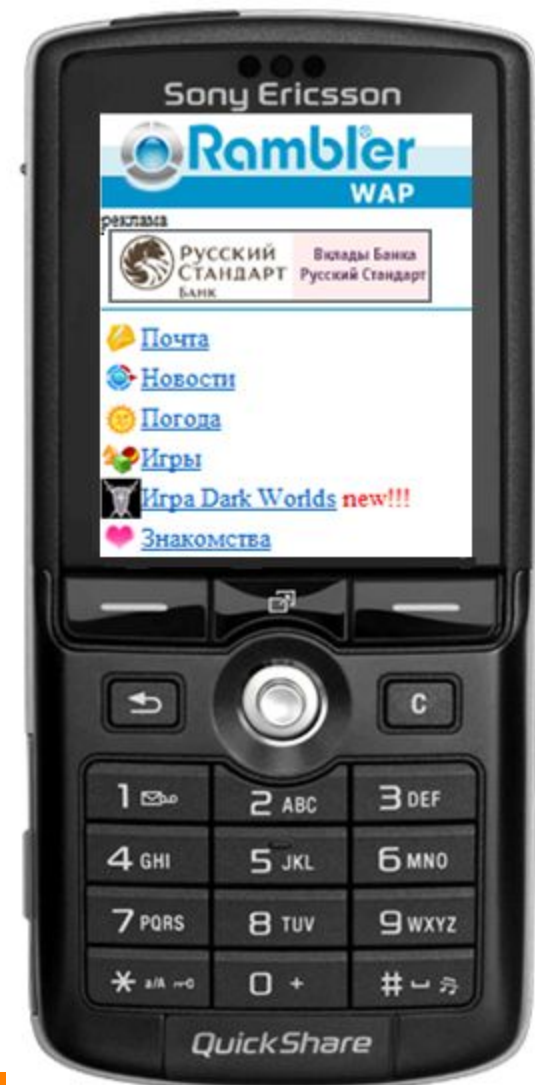 Sony Ericsson
Rambler
WAP
реклама
Русский Стандарт Банк
Вклады Банка Русский Стандарт
Почта
Новости
Погода
Игры
Игра Dark Worlds new!!!
Знакомства
C
1
2 ABC
3 DEF
4 GHI
5 JKL
6 MNO
7 PQRS
8 TUV
9 WXYZ
* a/A
0 +
#
QuickShare